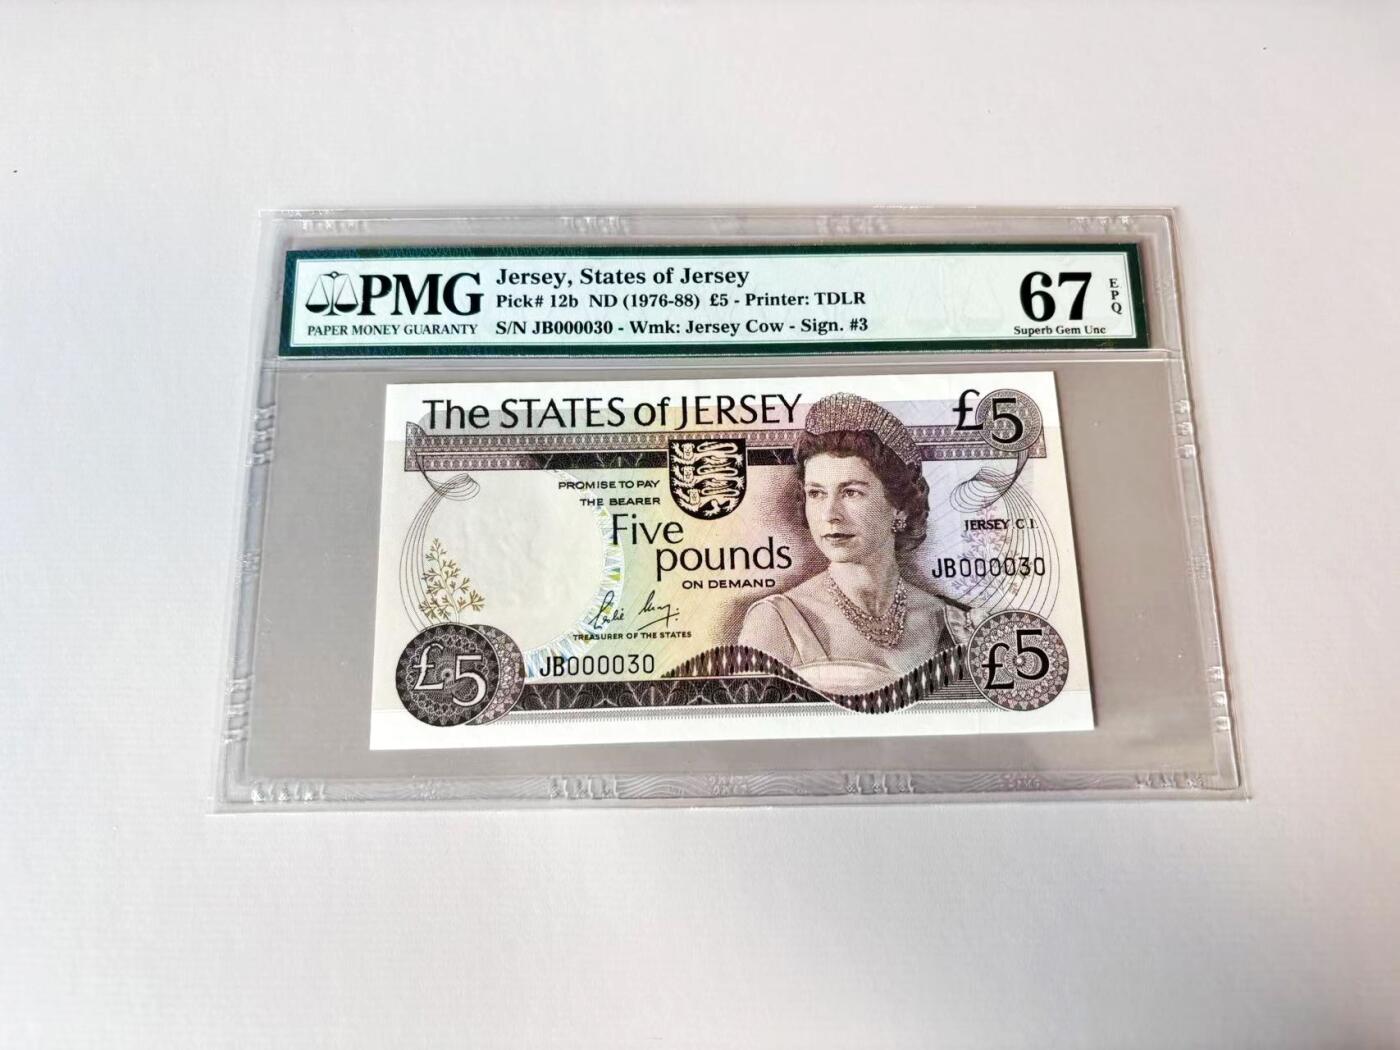 PMG
PAPER MONEY GUARANTY
Jersey, States of Jersey
Pick# 12b ND (1976-88) £5 - Printer: TDLR
S/N JB000030 - Wmk: Jersey Cow - Sign. #3
67
EPQ
Superb Gem Unc
The STATES of JERSEY
£5
PROMISE TO PAY
THE BEARER
Five
pounds
ON DEMAND
JERSEY C.I.
JB000030
TREASURER OF THE STATES
JB000030
£5
£5